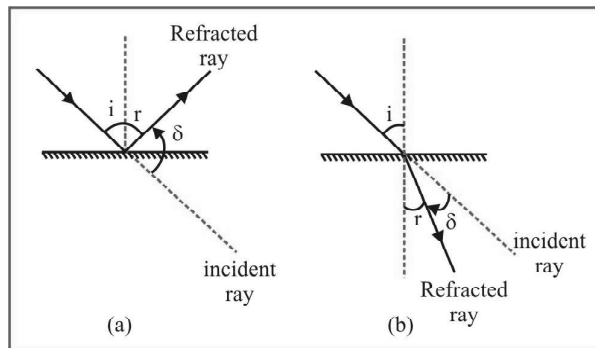 Refracted
ray
i r
δ
incident
ray
(a)
i
r
δ
incident
ray
Refracted
ray
(b)